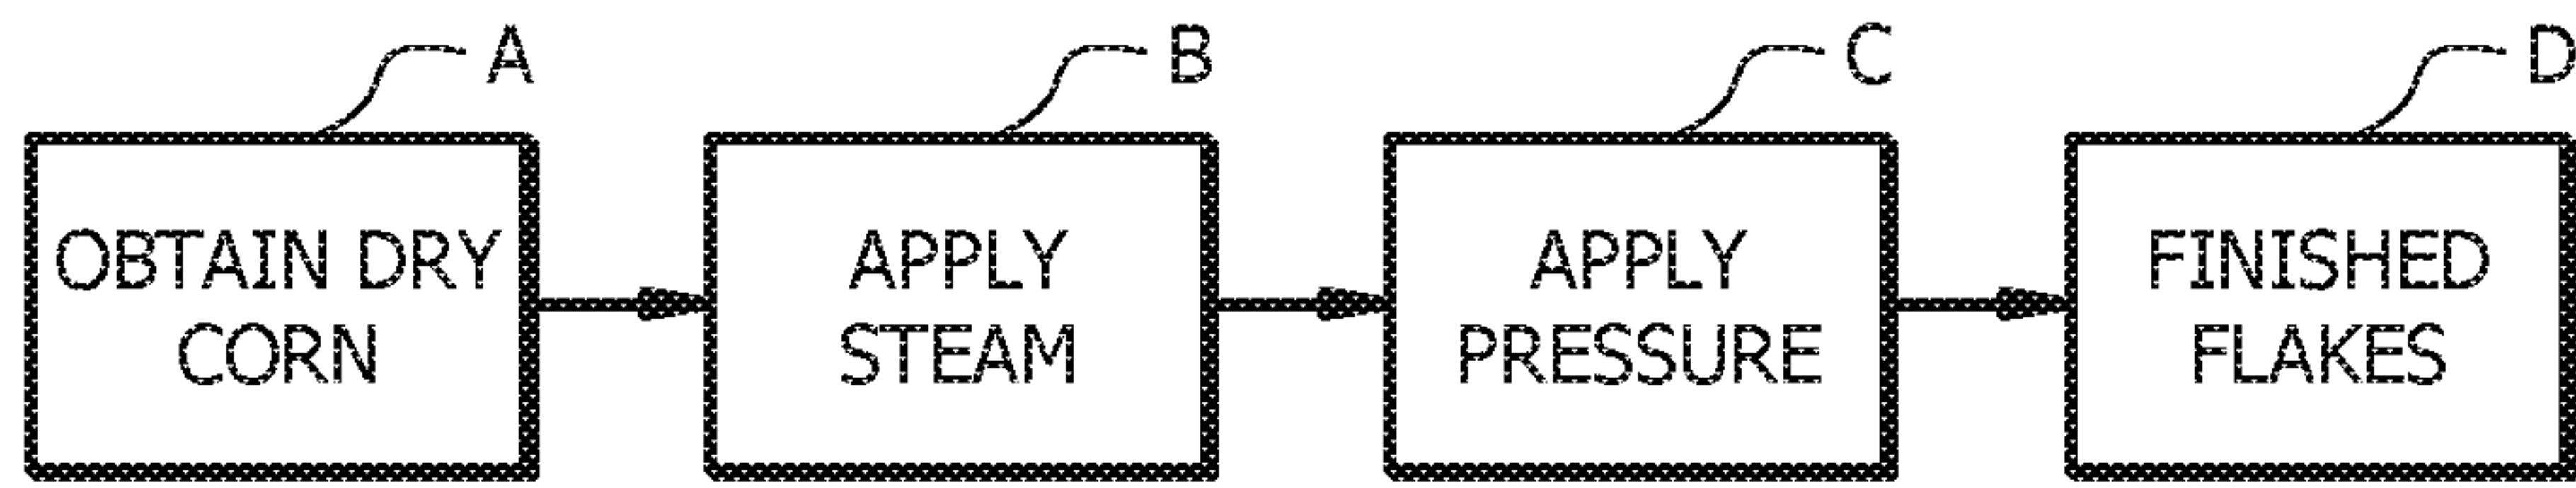 A
B
C
D
OBTAIN DRY
CORN
APPLY
STEAM
APPLY
PRESSURE
FINISHED
FLAKES